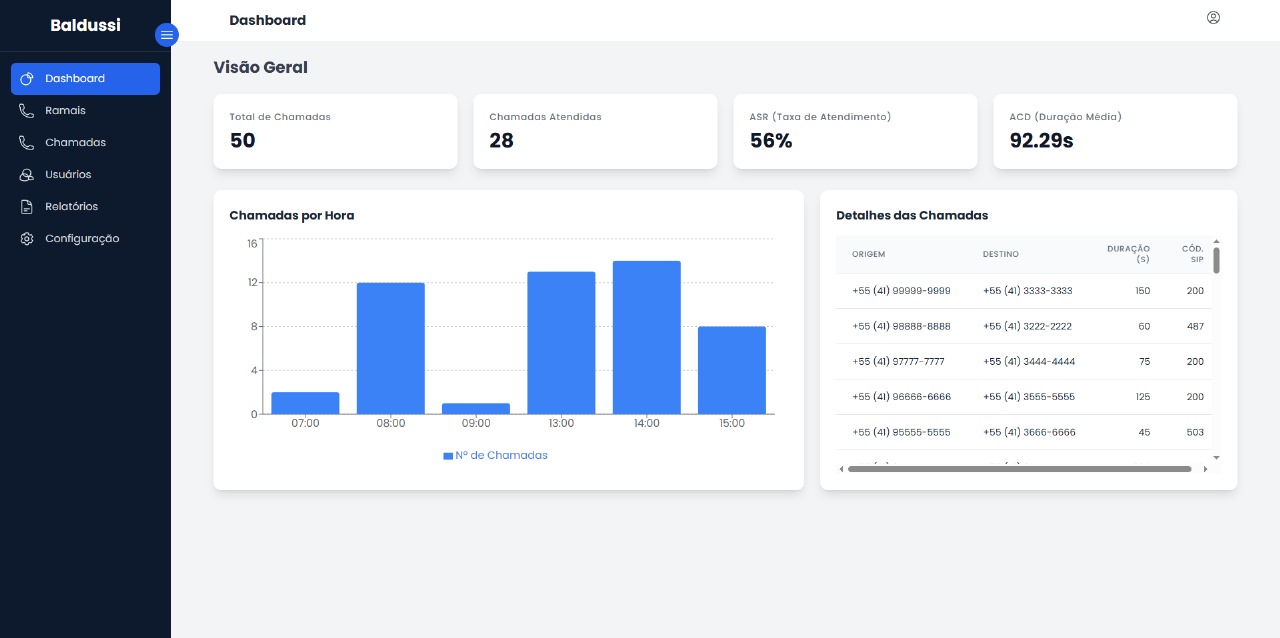 Baldussi
Dashboard
Dashboard
Ramais
Chamadas
Usuários
Relatórios
Configuração
Visão Geral
Total de Chamadas
50
Chamadas Atendidas
28
ASR (Taxa de Atendimento)
56%
ACD (Duração Média)
92.29s
Chamadas por Hora
16
12
8
4
0
07:00 08:00 09:00 13:00 14:00 15:00
Nº de Chamadas
Detalhes das Chamadas
ORIGEM DESTINO DURAÇÃO (S) CÓD. SIP
+55 (41) 99999-9999 +55 (41) 3333-3333 150 200
+55 (41) 98888-8888 +55 (41) 3222-2222 60 487
+55 (41) 97777-7777 +55 (41) 3444-4444 75 200
+55 (41) 96666-6666 +55 (41) 3555-5555 125 200
+55 (41) 95555-5555 +55 (41) 3666-6666 45 503